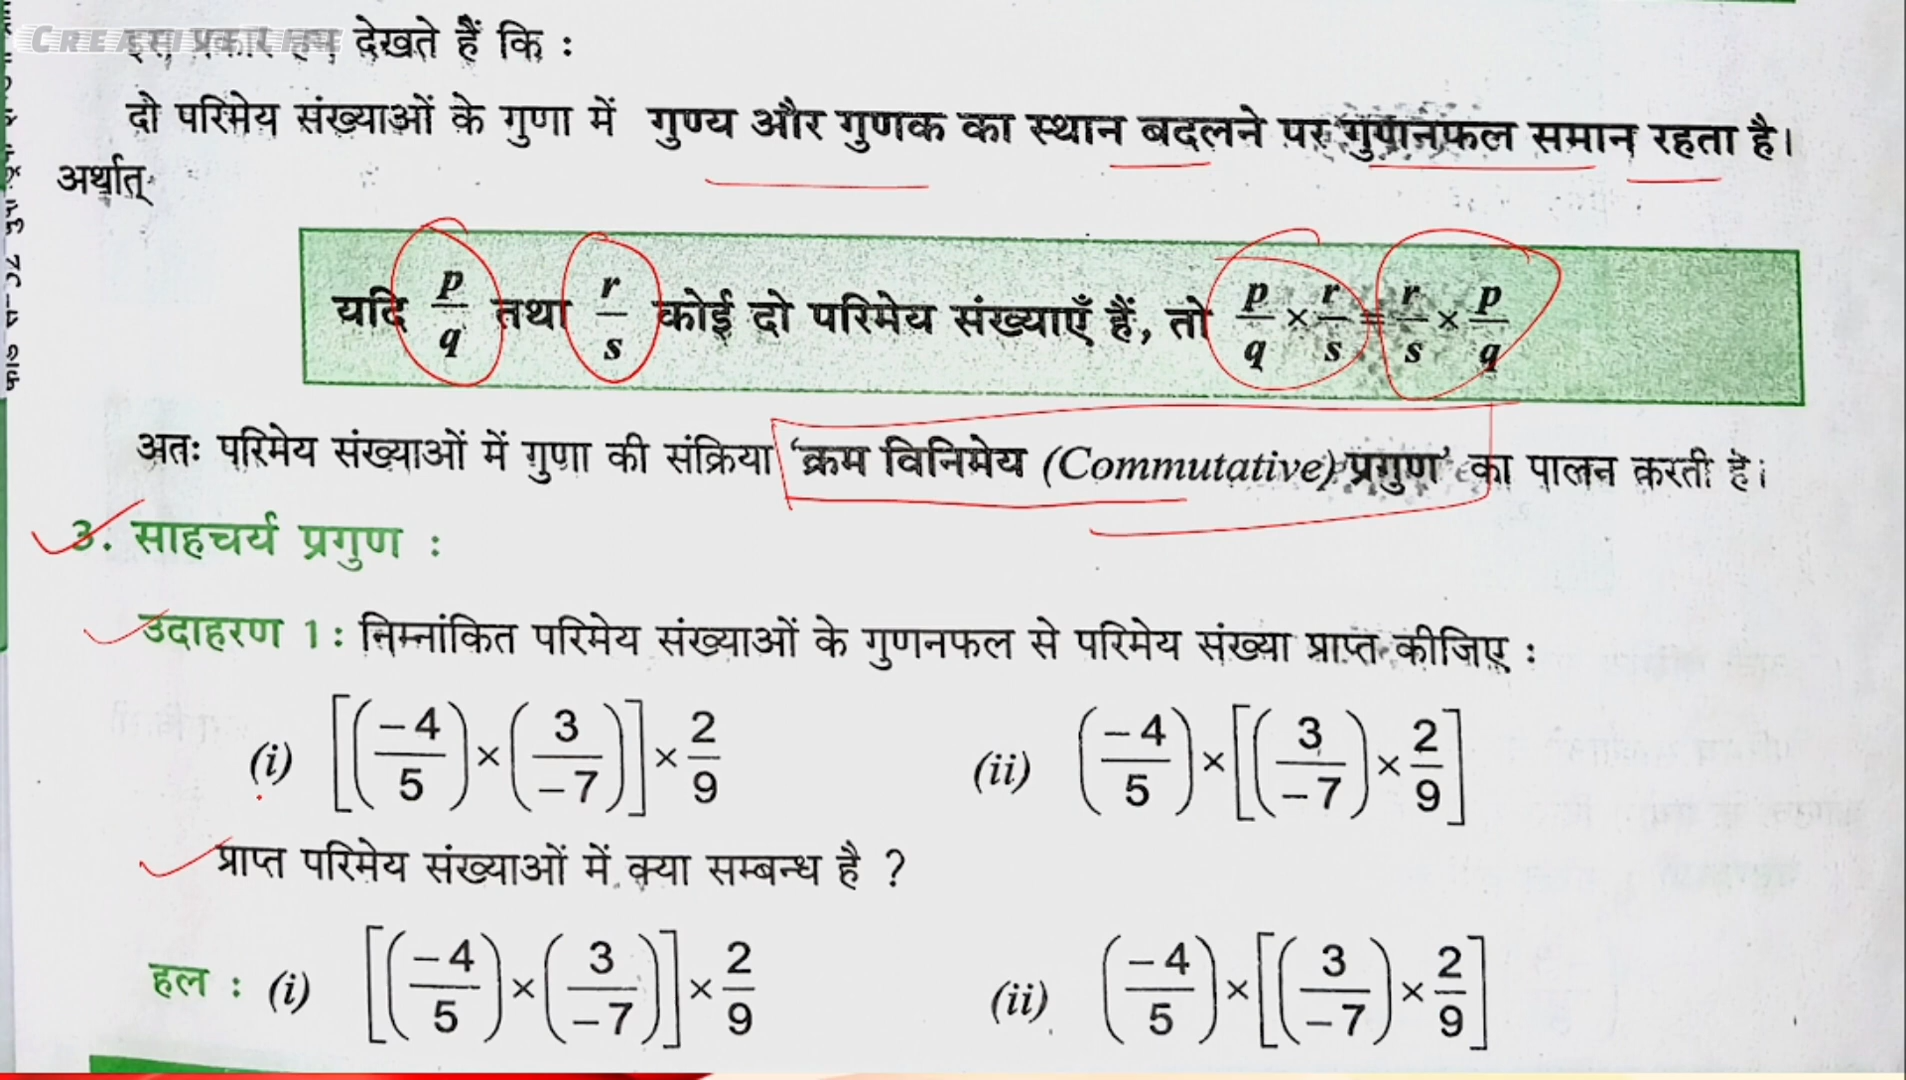 CREATIVE LIFE
इस प्रकार हम देखते हैं कि :
दो परिमेय संख्याओं के गुणा में गुण्य और गुणक का स्थान बदलने पर गुणनफल समान रहता है।
अर्थात्
यदि p/q तथा r/s कोई दो परिमेय संख्याएँ हैं, तो p/q × r/s = r/s × p/q
अतः परिमेय संख्याओं में गुणा की संक्रिया ‘क्रम विनिमेय (Commutative) प्रगुण’ का पालन करती है।
3. साहचर्य प्रगुण :
उदाहरण 1 : निम्नांकित परिमेय संख्याओं के गुणनफल से परिमेय संख्या प्राप्त कीजिए :
(i) [(-4/5) × (3/-7)] × 2/9 (ii) (-4/5) × [(3/-7) × 2/9]
प्राप्त परिमेय संख्याओं में क्या सम्बन्ध है ?
हल : (i) [(-4/5) × (3/-7)] × 2/9 (ii) (-4/5) × [(3/-7) × 2/9]